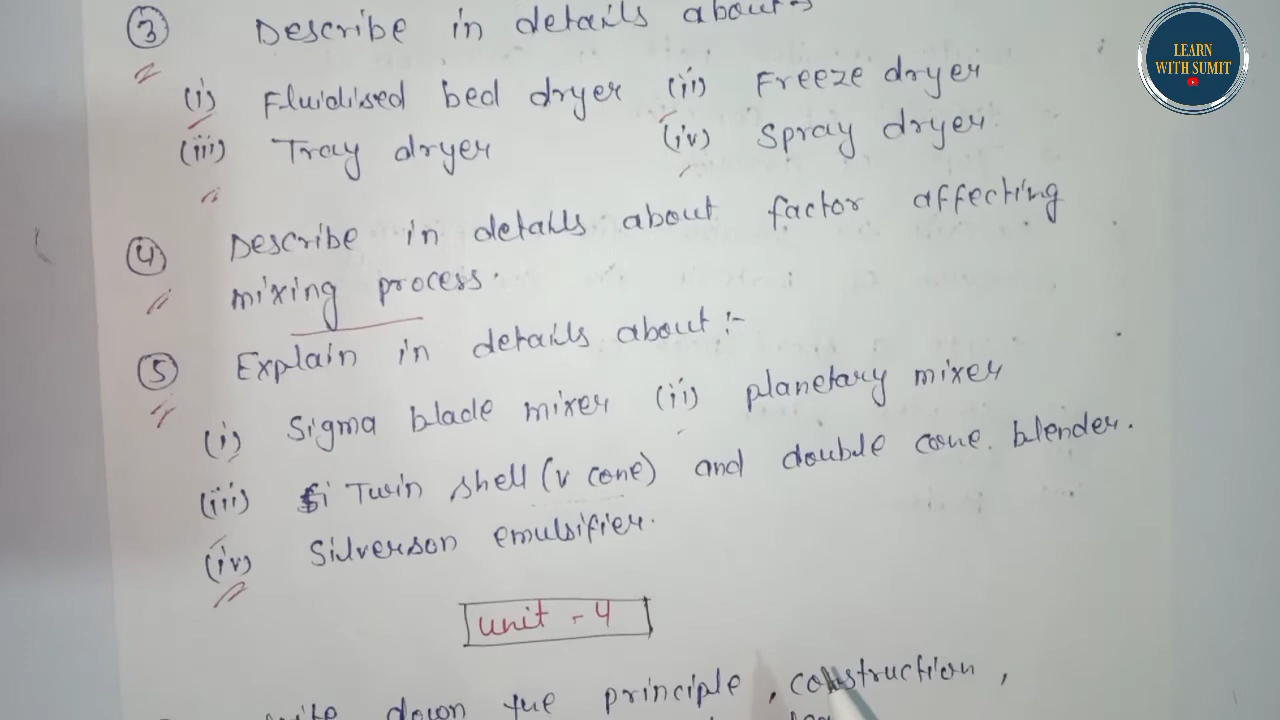 ③ Describe in details about :-
(i) Fluidised bed dryer (ii) Freeze dryer
(iii) Tray dryer (iv) Spray dryer.
④ Describe in details about factor affecting
mixing process.
⑤ Explain in details about :-
(i) Sigma blade mixer (ii) planetary mixer
(iii) Twin shell (v cone) and double cone blender.
(iv) Silverson emulsifier.
unit - 4
down the principle, construction,
LEARN
WITH SUMIT